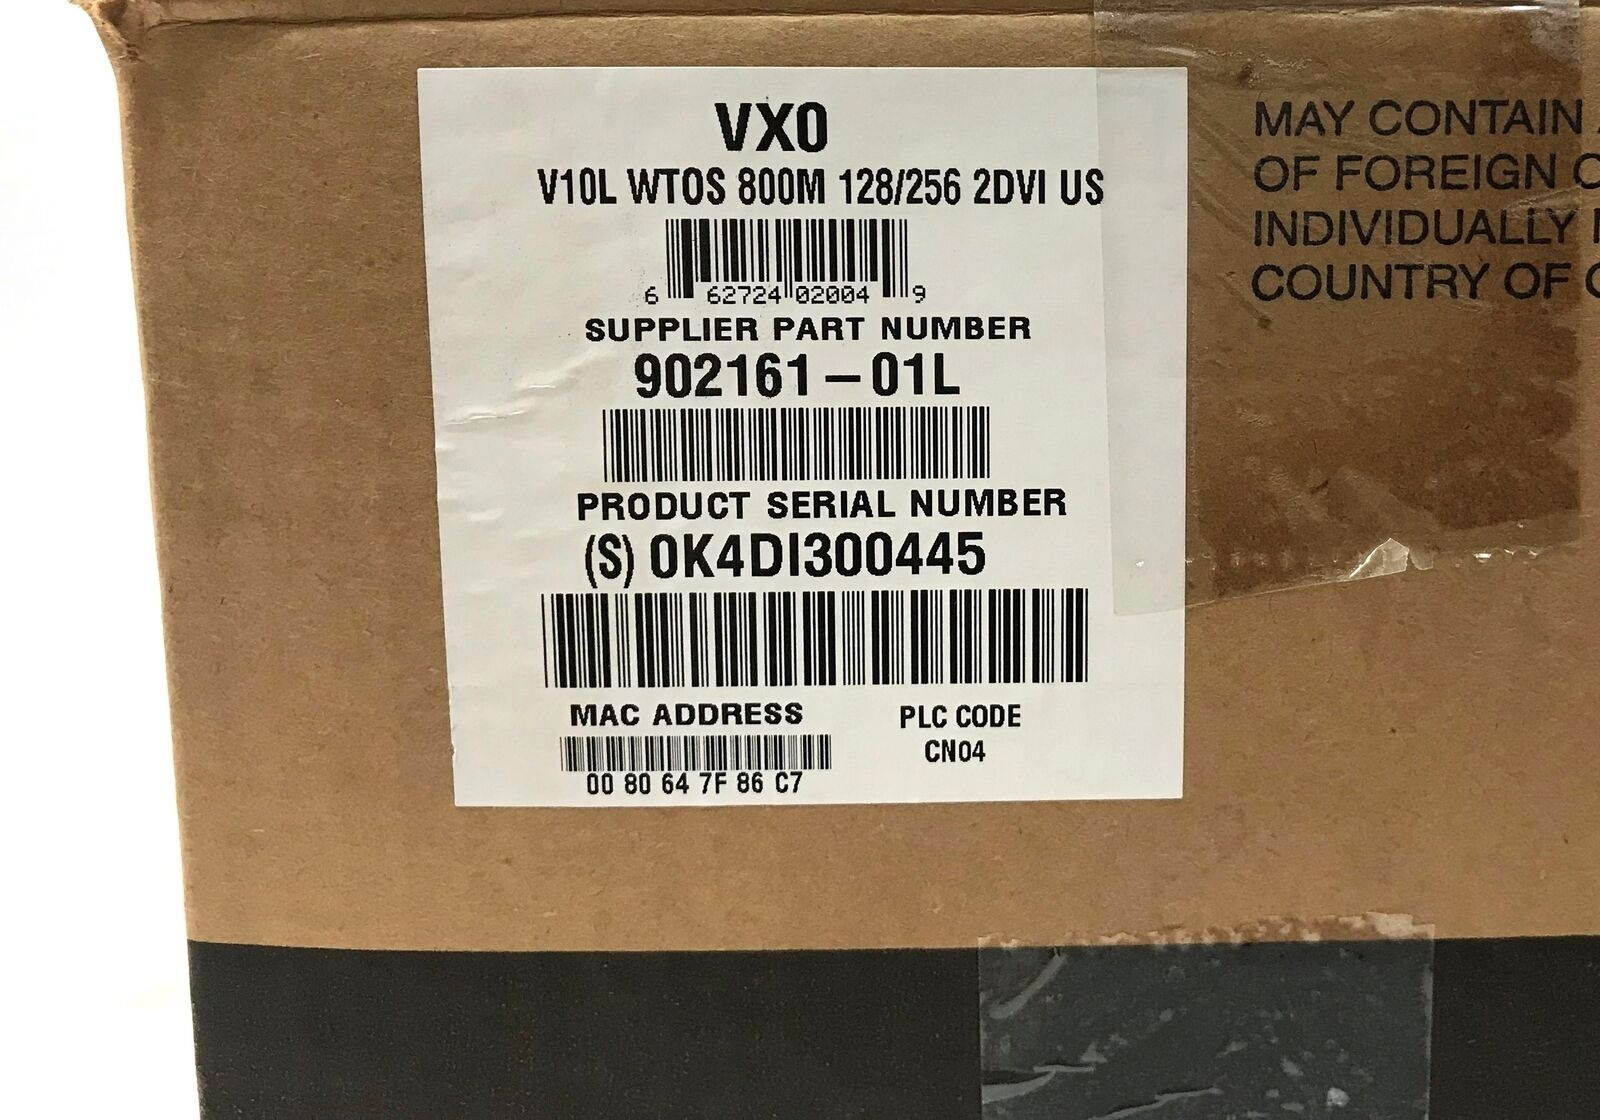 VX0
V10L WTOS 800M 128/256 2DVI US
6 62724 02004 9
SUPPLIER PART NUMBER
902161-01L
PRODUCT SERIAL NUMBER
(S) 0K4DI300445
MAC ADDRESS
00 80 64 7F 86 C7
PLC CODE
CN04
MAY CONTAIN
OF FOREIGN
INDIVIDUALLY
COUNTRY OF